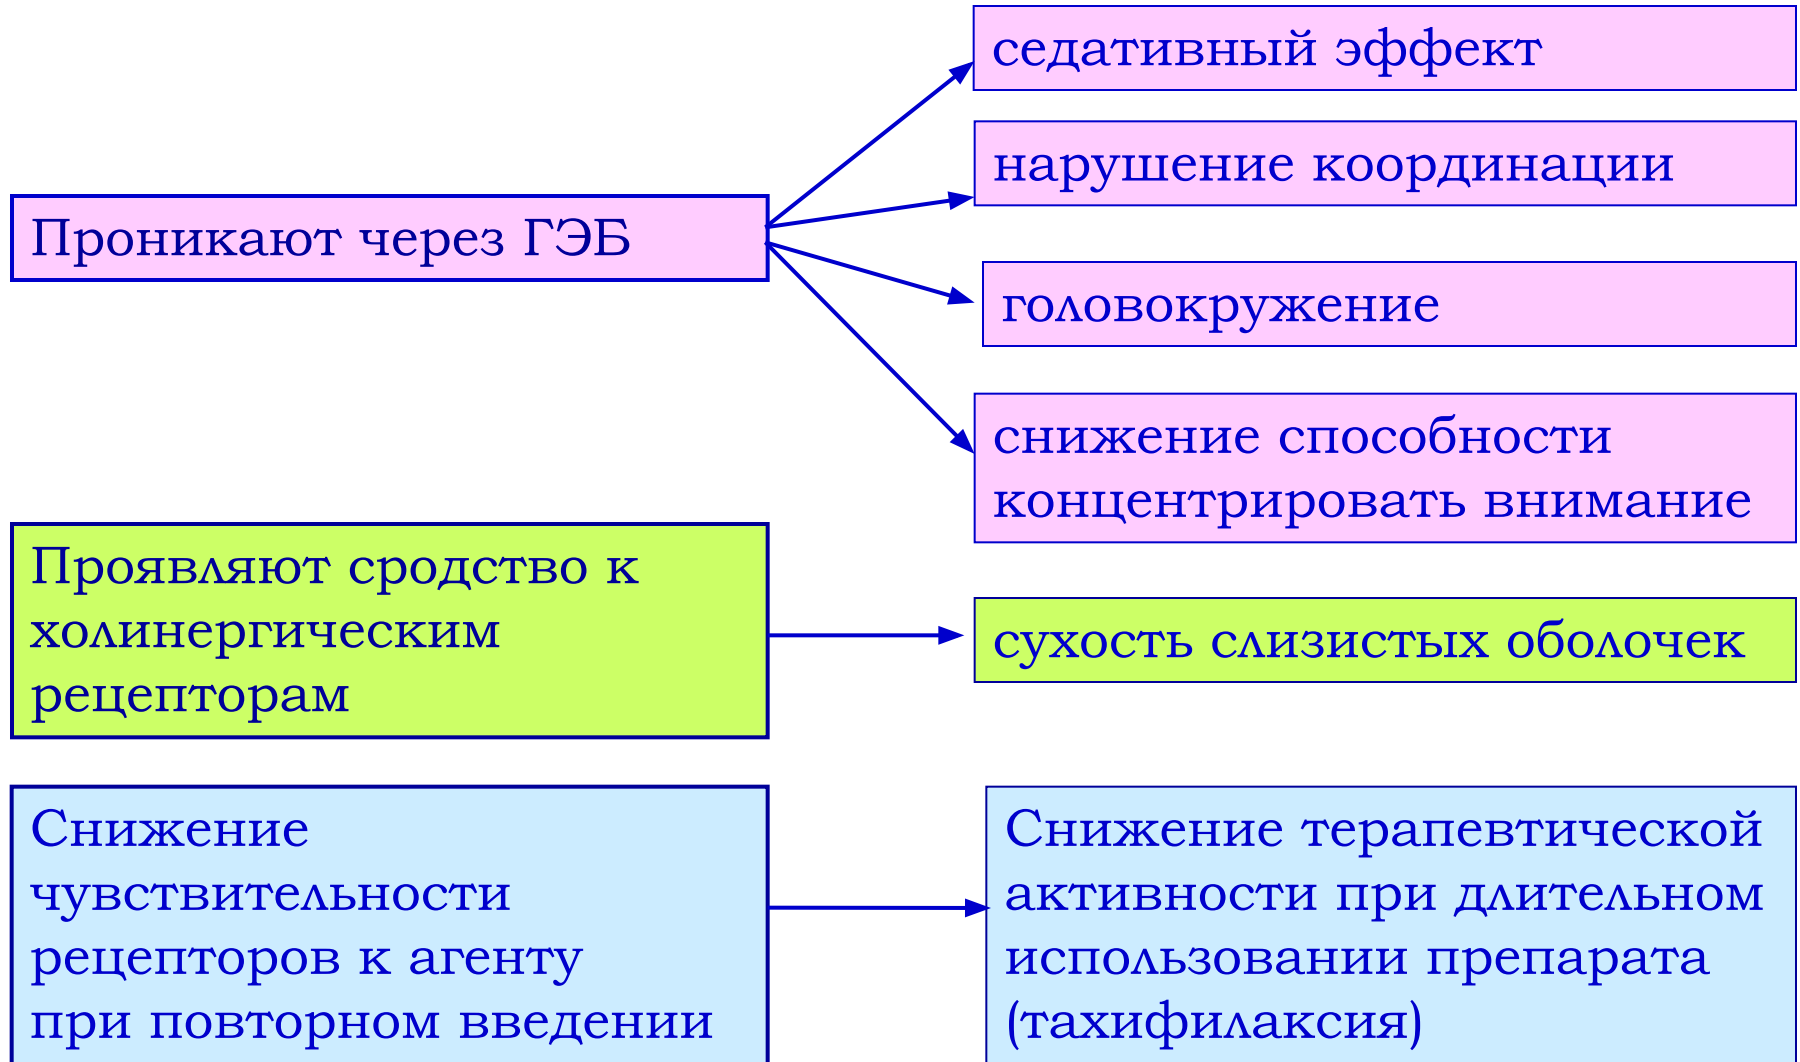 седативный эффект
нарушение координации
Проникают через ГЭБ
головокружение
снижение способности
концентрировать внимание
Проявляют сродство к
холинергическим
рецепторам
сухость слизистых оболочек
Снижение
чувствительности
рецепторов к агенту
при повторном введении
Снижение терапевтической
активности при длительном
использовании препарата
(тахифилаксия)